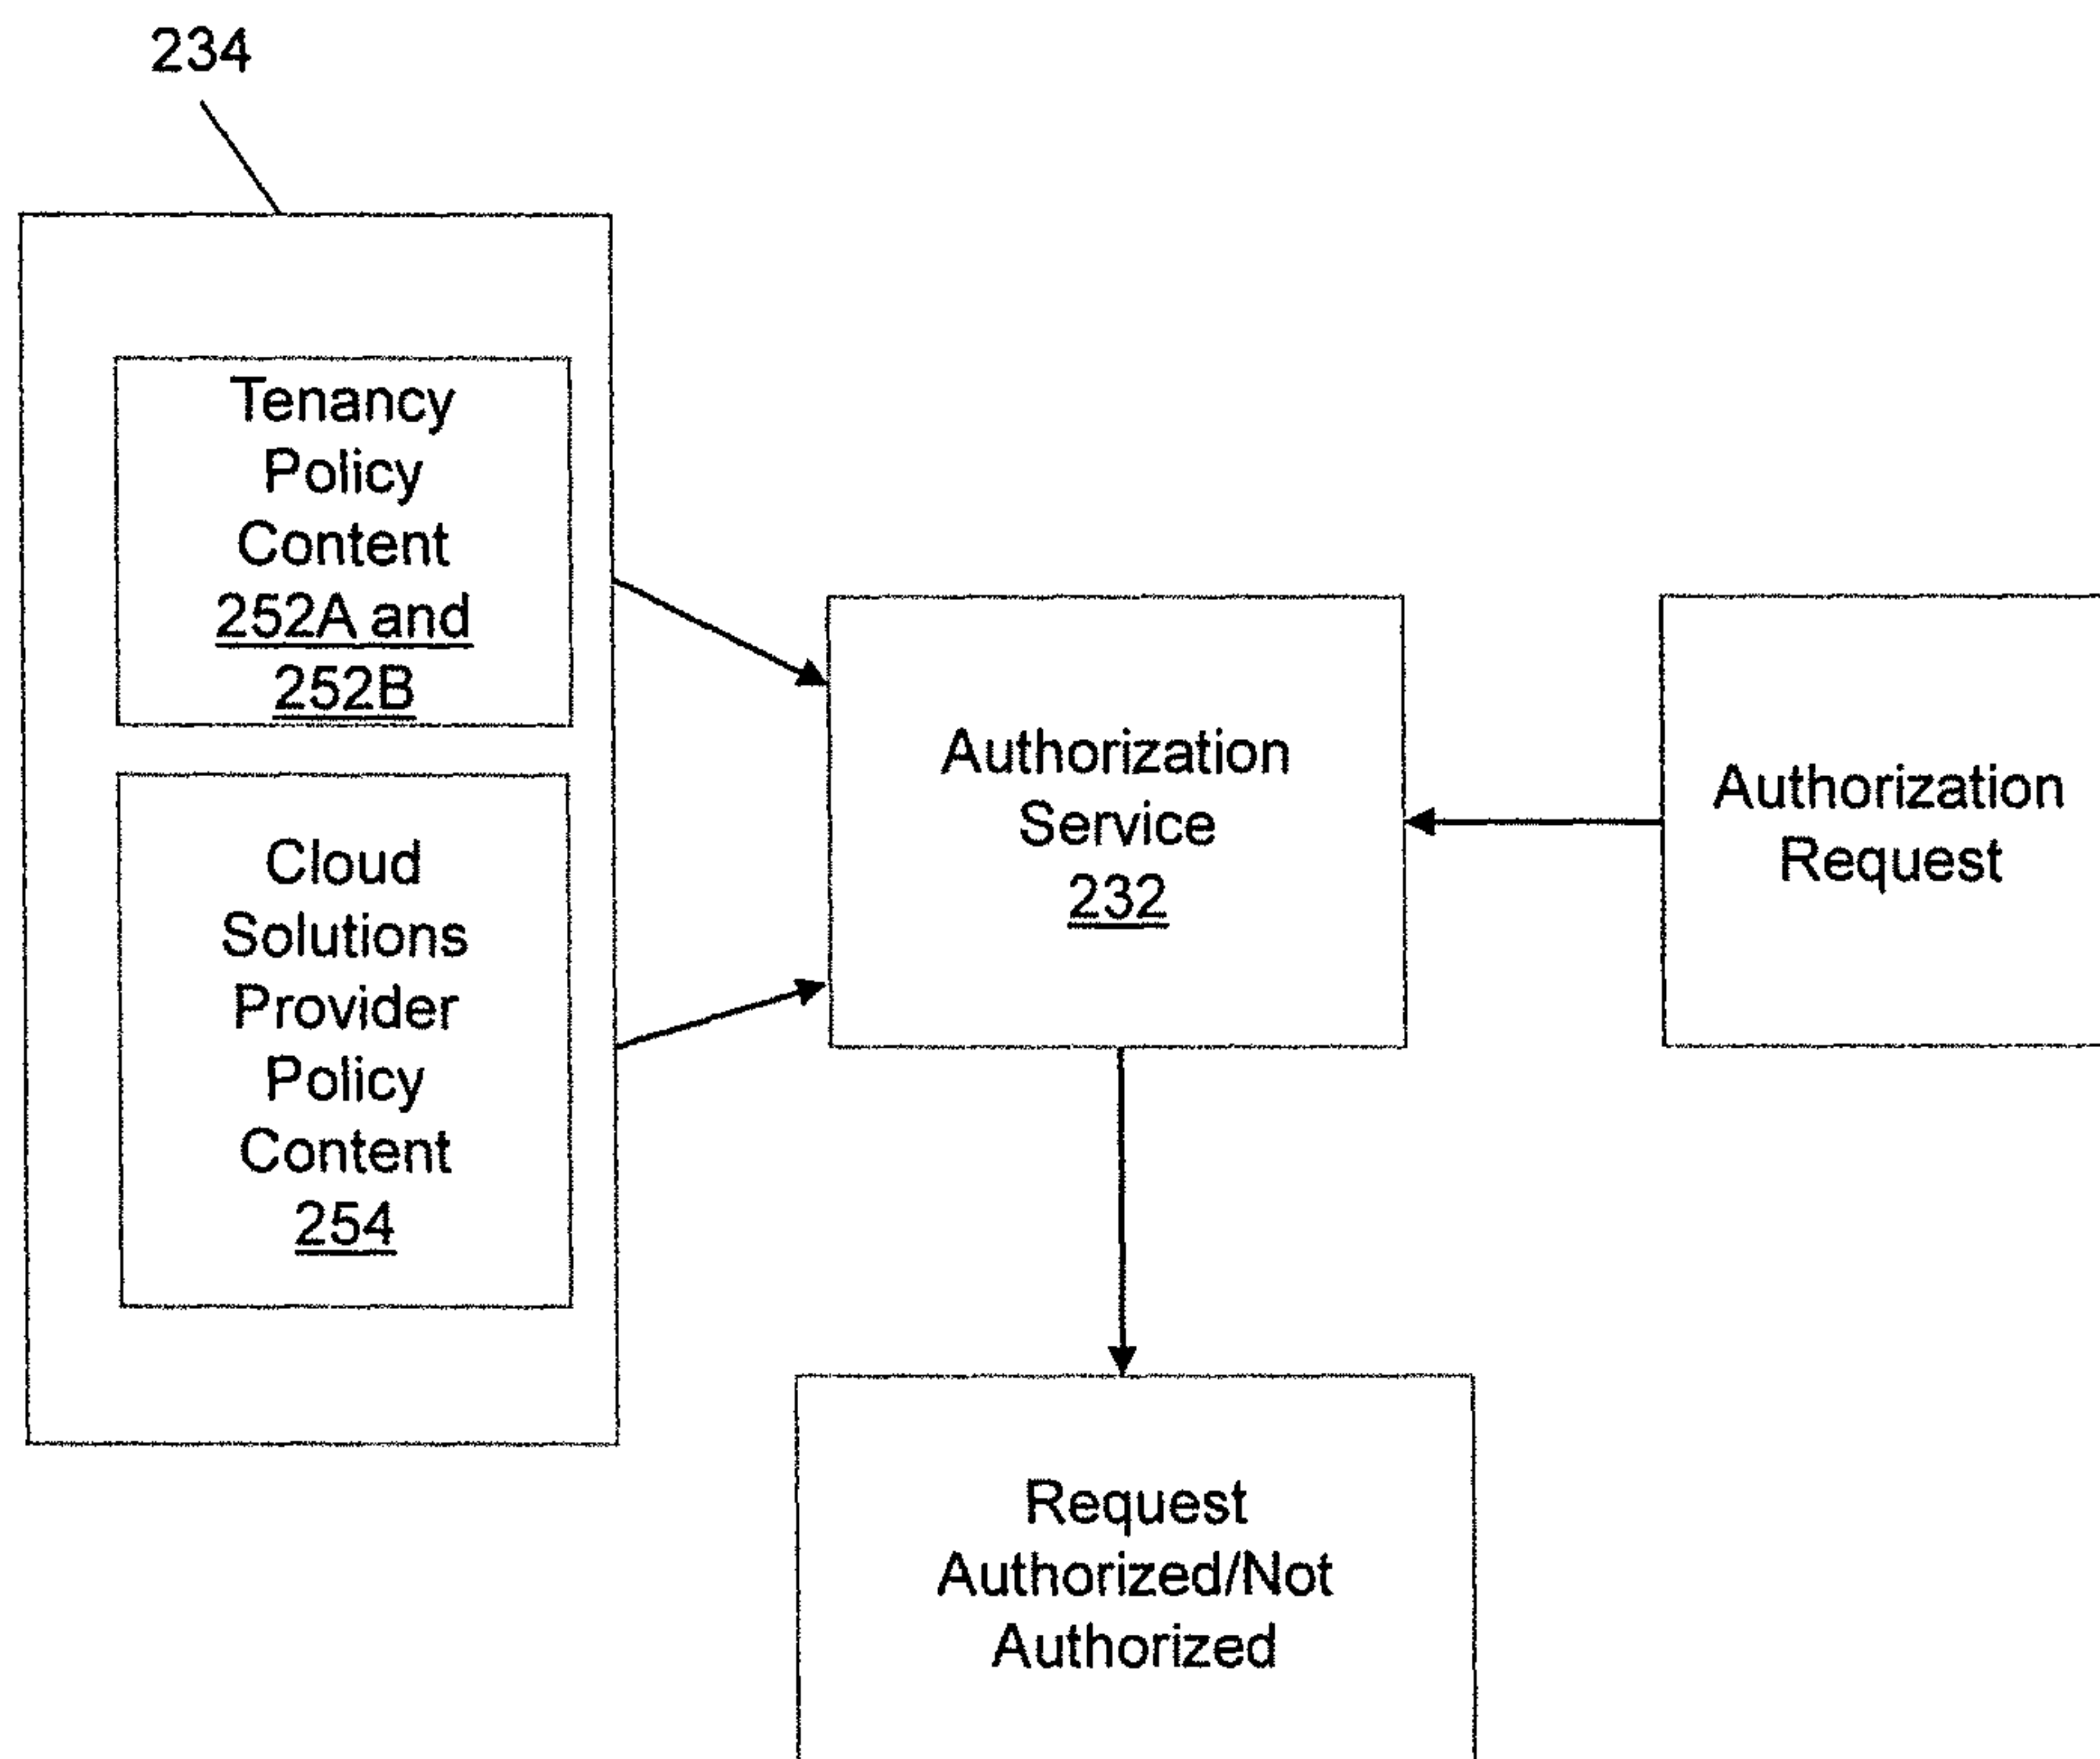 234
Tenancy
Policy
Content
252A and
252B
Cloud
Solutions
Provider
Policy
Content
254
Authorization
Service
232
Authorization
Request
Request
Authorized/Not
Authorized